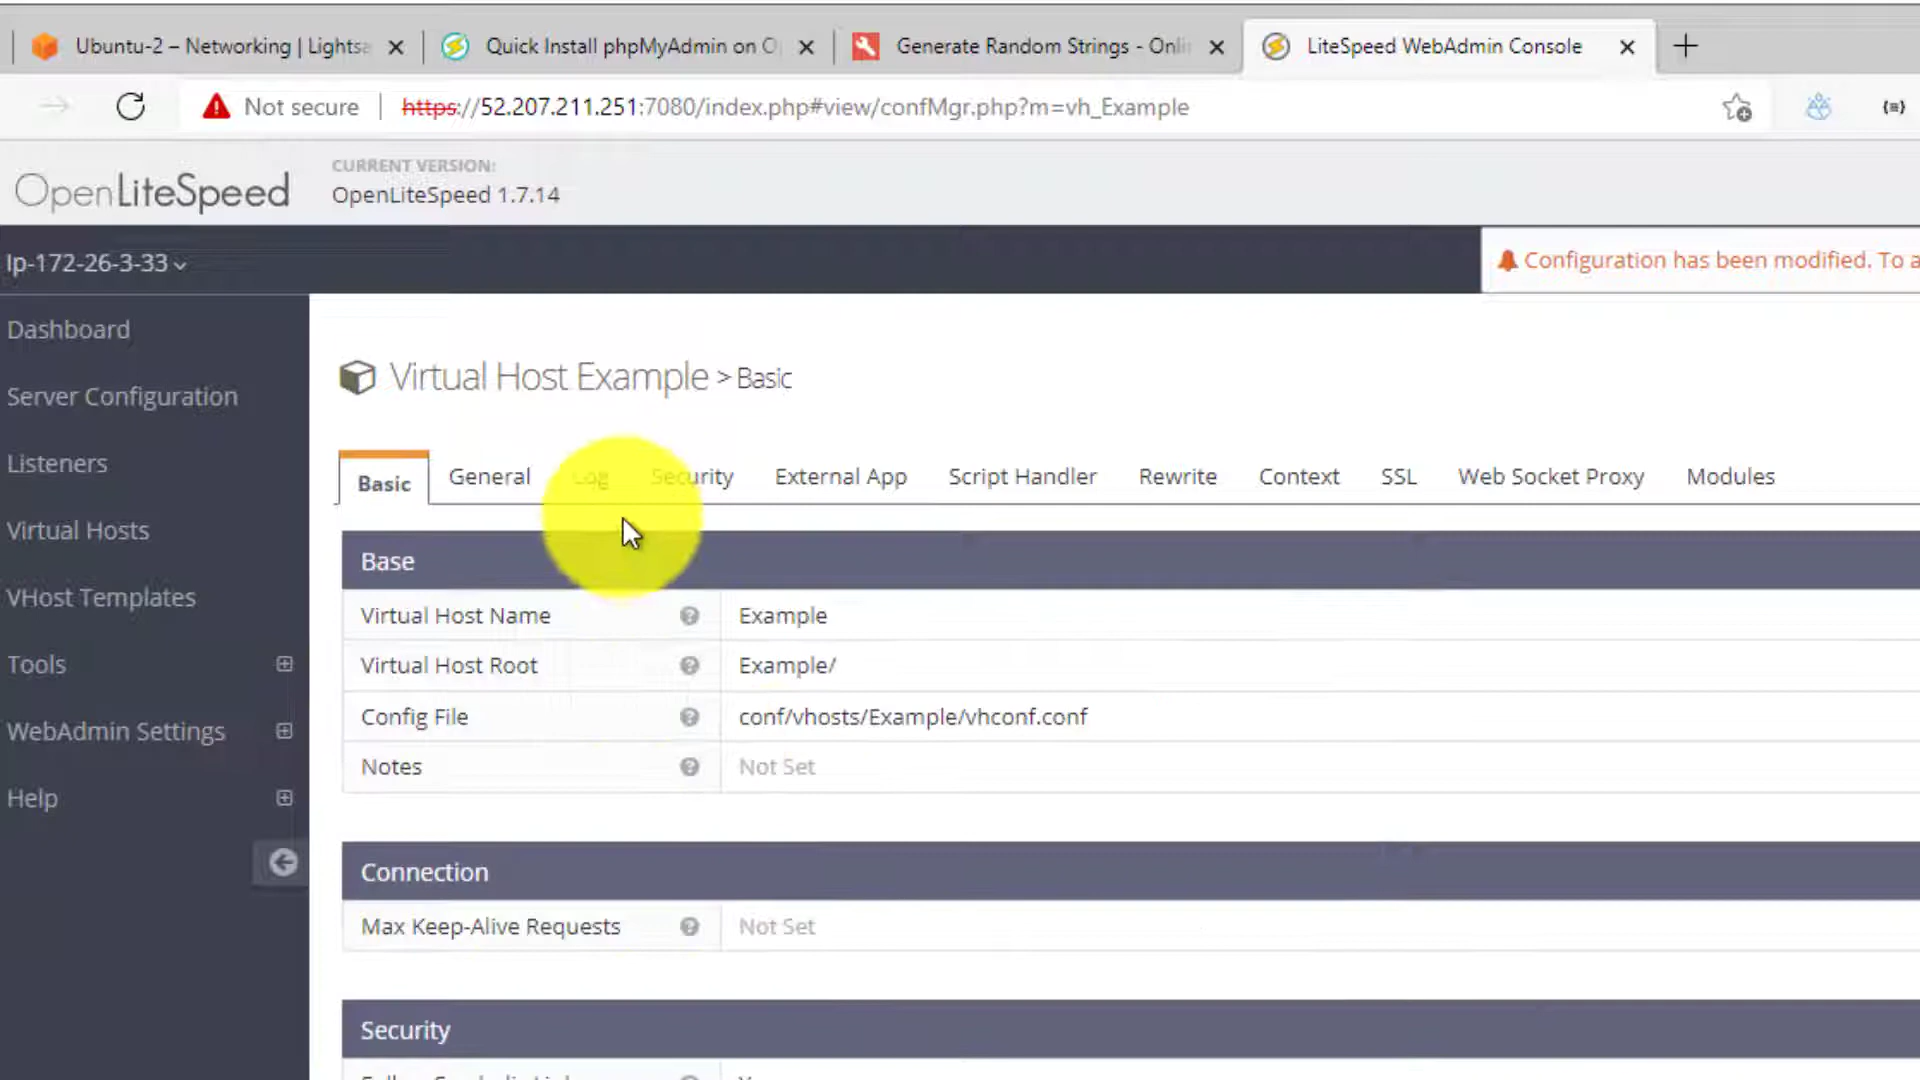 Ubuntu-2 – Networking | Lightsa
Quick Install phpMyAdmin on O
Generate Random Strings - Onli
LiteSpeed WebAdmin Console
Not secure
https://52.207.211.251:7080/index.php#view/confMgr.php?m=vh_Example
OpenLiteSpeed
CURRENT VERSION:
OpenLiteSpeed 1.7.14
Ip-172-26-3-33
Configuration has been modified. To a
Dashboard
Server Configuration
Listeners
Virtual Hosts
VHost Templates
Tools
WebAdmin Settings
Help
Virtual Host Example > Basic
Basic
General
Log
Security
External App
Script Handler
Rewrite
Context
SSL
Web Socket Proxy
Modules
Base
Virtual Host Name
Example
Virtual Host Root
Example/
Config File
conf/vhosts/Example/vhconf.conf
Notes
Not Set
Connection
Max Keep-Alive Requests
Not Set
Security